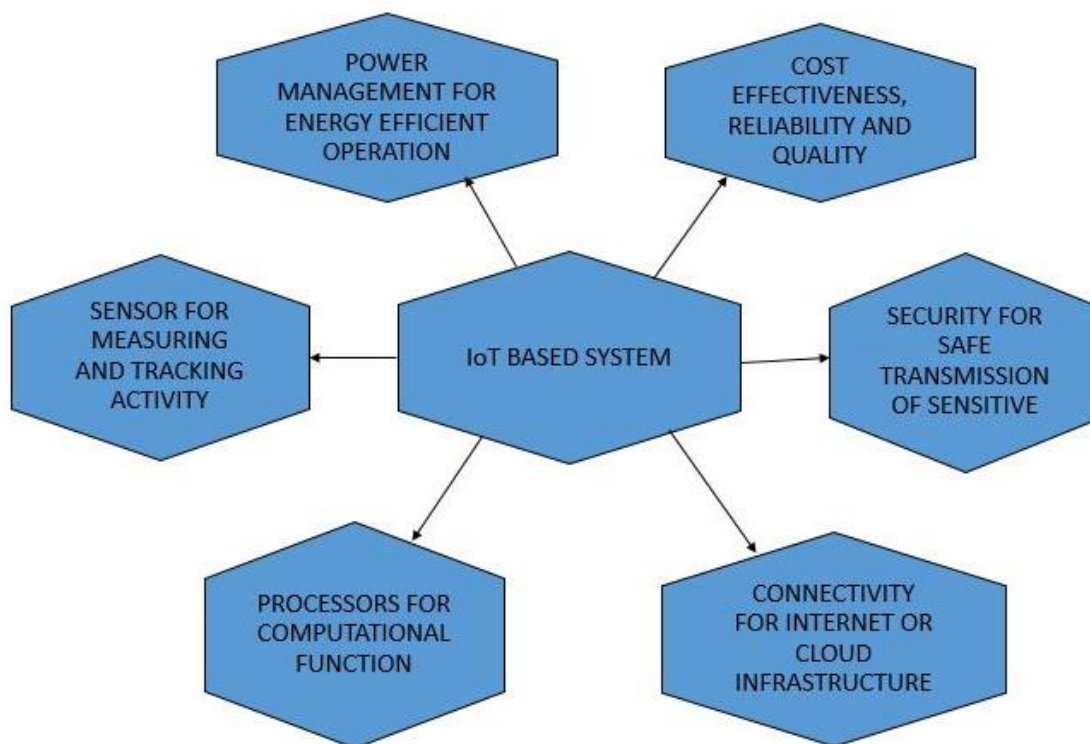 POWER
MANAGEMENT FOR
ENERGY EFFICIENT
OPERATION
COST
EFFECTIVENESS,
RELIABILITY AND
QUALITY
SENSOR FOR
MEASURING
AND TRACKING
ACTIVITY
IoT BASED SYSTEM
SECURITY FOR
SAFE
TRANSMISSION
OF SENSITIVE
PROCESSORS FOR
COMPUTATIONAL
FUNCTION
CONNECTIVITY
FOR INTERNET OR
CLOUD
INFRASTRUCTURE